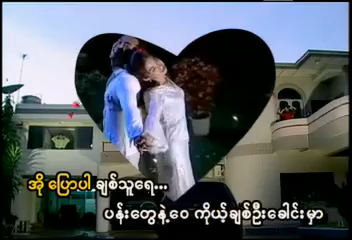 အို ပြောပါ ချစ်သူရေ...
ပန်းတွေနဲ့ဝေ ကိုယ့်ချစ်ဦးခေါင်းမှာ